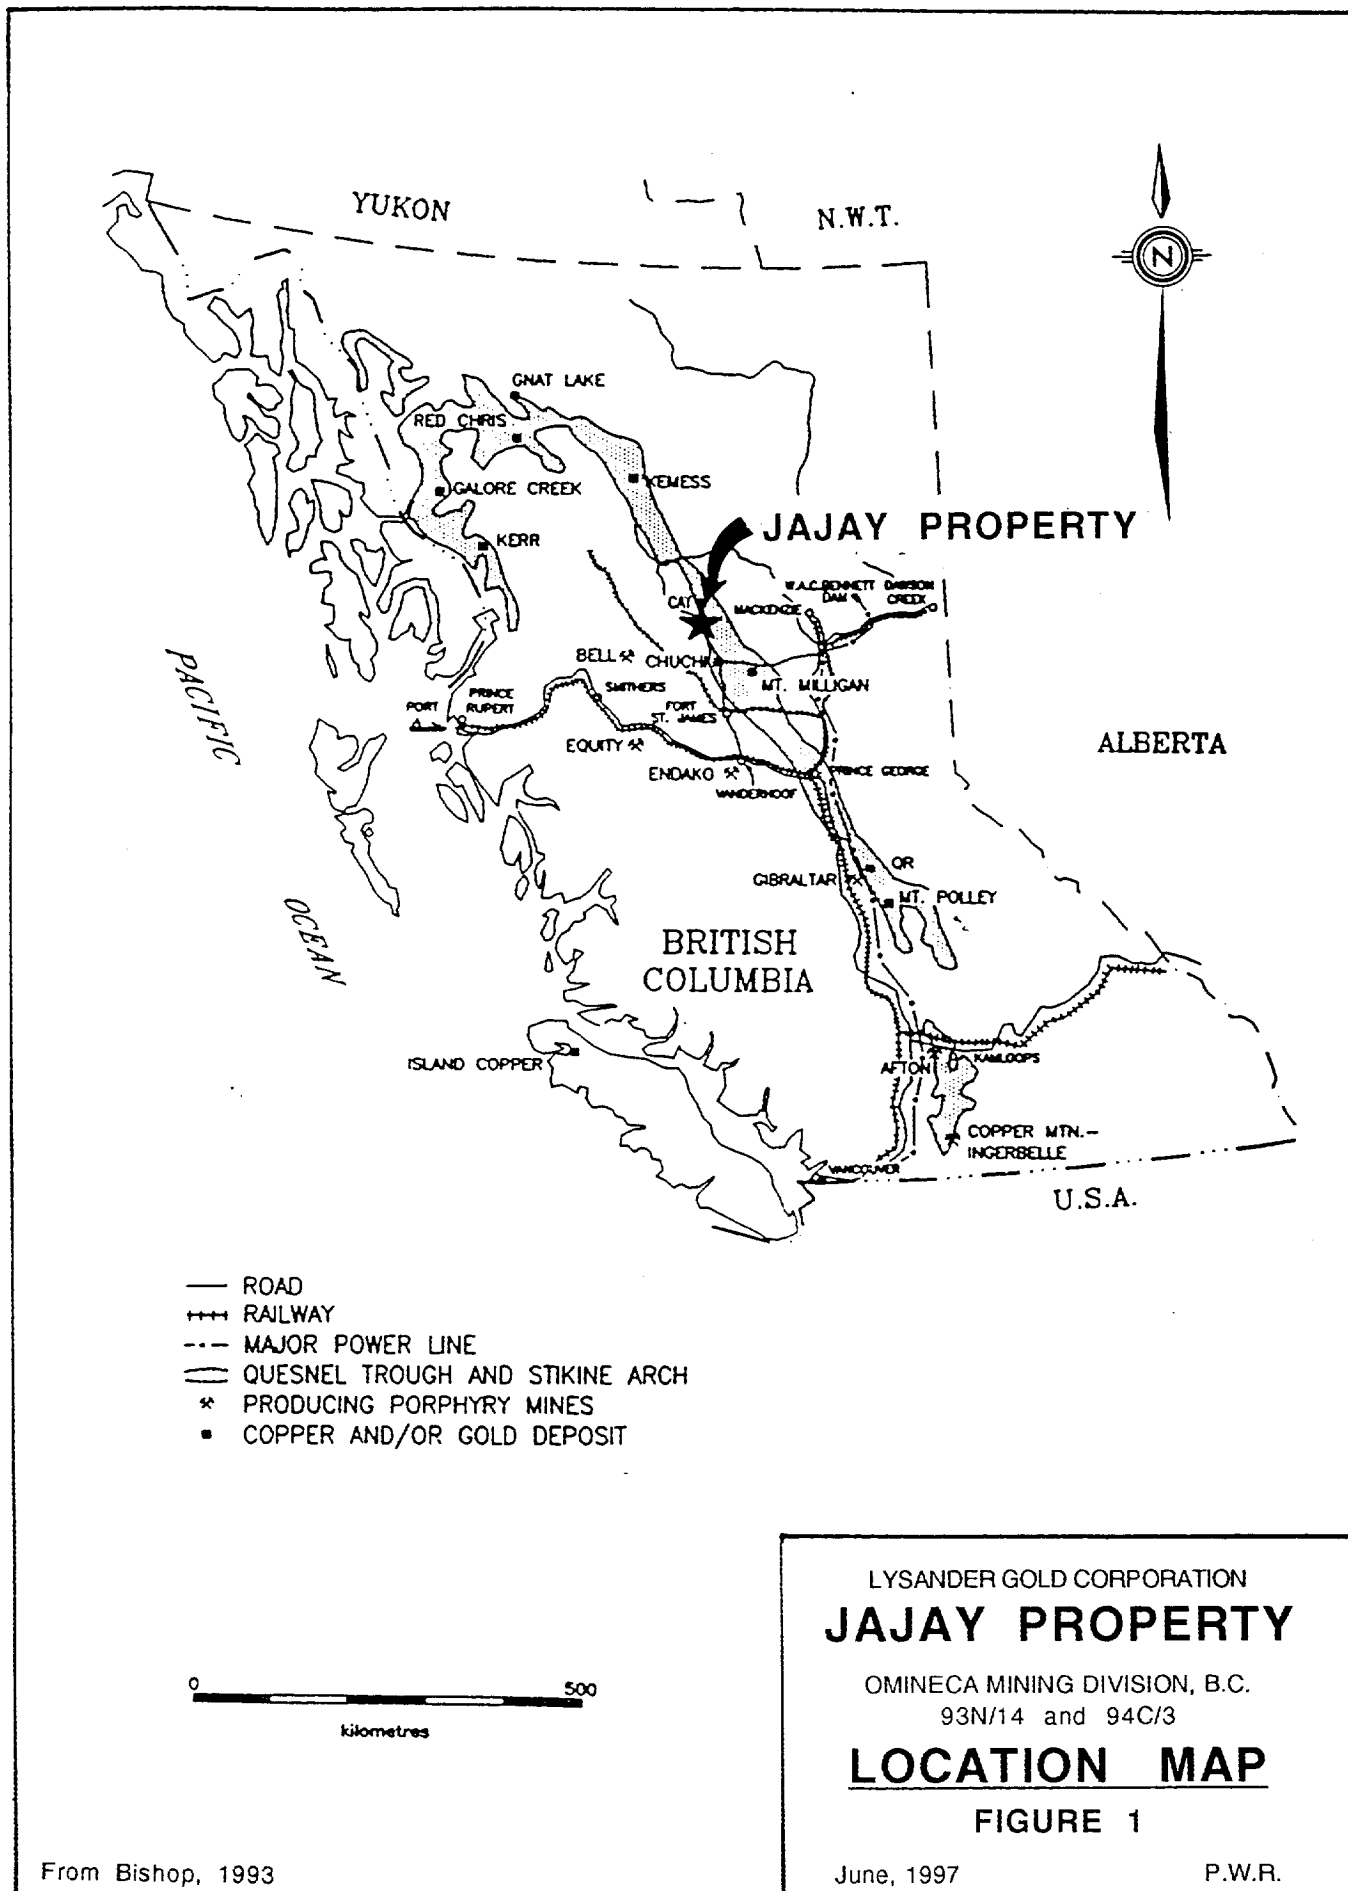 YUKON
N.W.T.
N
GNAT LAKE
RED CHRIS
KEMESS
GALORE CREEK
JAJAY PROPERTY
KERR
W.A.C. BENNETT
DAM
DAWSON
CREEK
CAT
MACKENZIE
BELL
MT. MILLIGAN
SMITHERS
PACIFIC
PORT
PRINCE
RUPERT
FORT
ST. JAMES
ALBERTA
EQUITY
ENDAKO
PRINCE GEORGE
VANDERHOOF
QR
GIBRALTAR
MT. POLLEY
OCEAN
BRITISH
COLUMBIA
ISLAND COPPER
AFTON
KAMLOOPS
COPPER MTN.-
INGERBELLE
VANCOUVER
U.S.A.
ROAD
RAILWAY
MAJOR POWER LINE
QUESNEL TROUGH AND STIKINE ARCH
PRODUCING PORPHYRY MINES
COPPER AND/OR GOLD DEPOSIT
0 500
kilometres
LYSANDER GOLD CORPORATION
JAJAY PROPERTY
OMINECA MINING DIVISION, B.C.
93N/14 and 94C/3
LOCATION MAP
FIGURE 1
June, 1997 P.W.R.
From Bishop, 1993